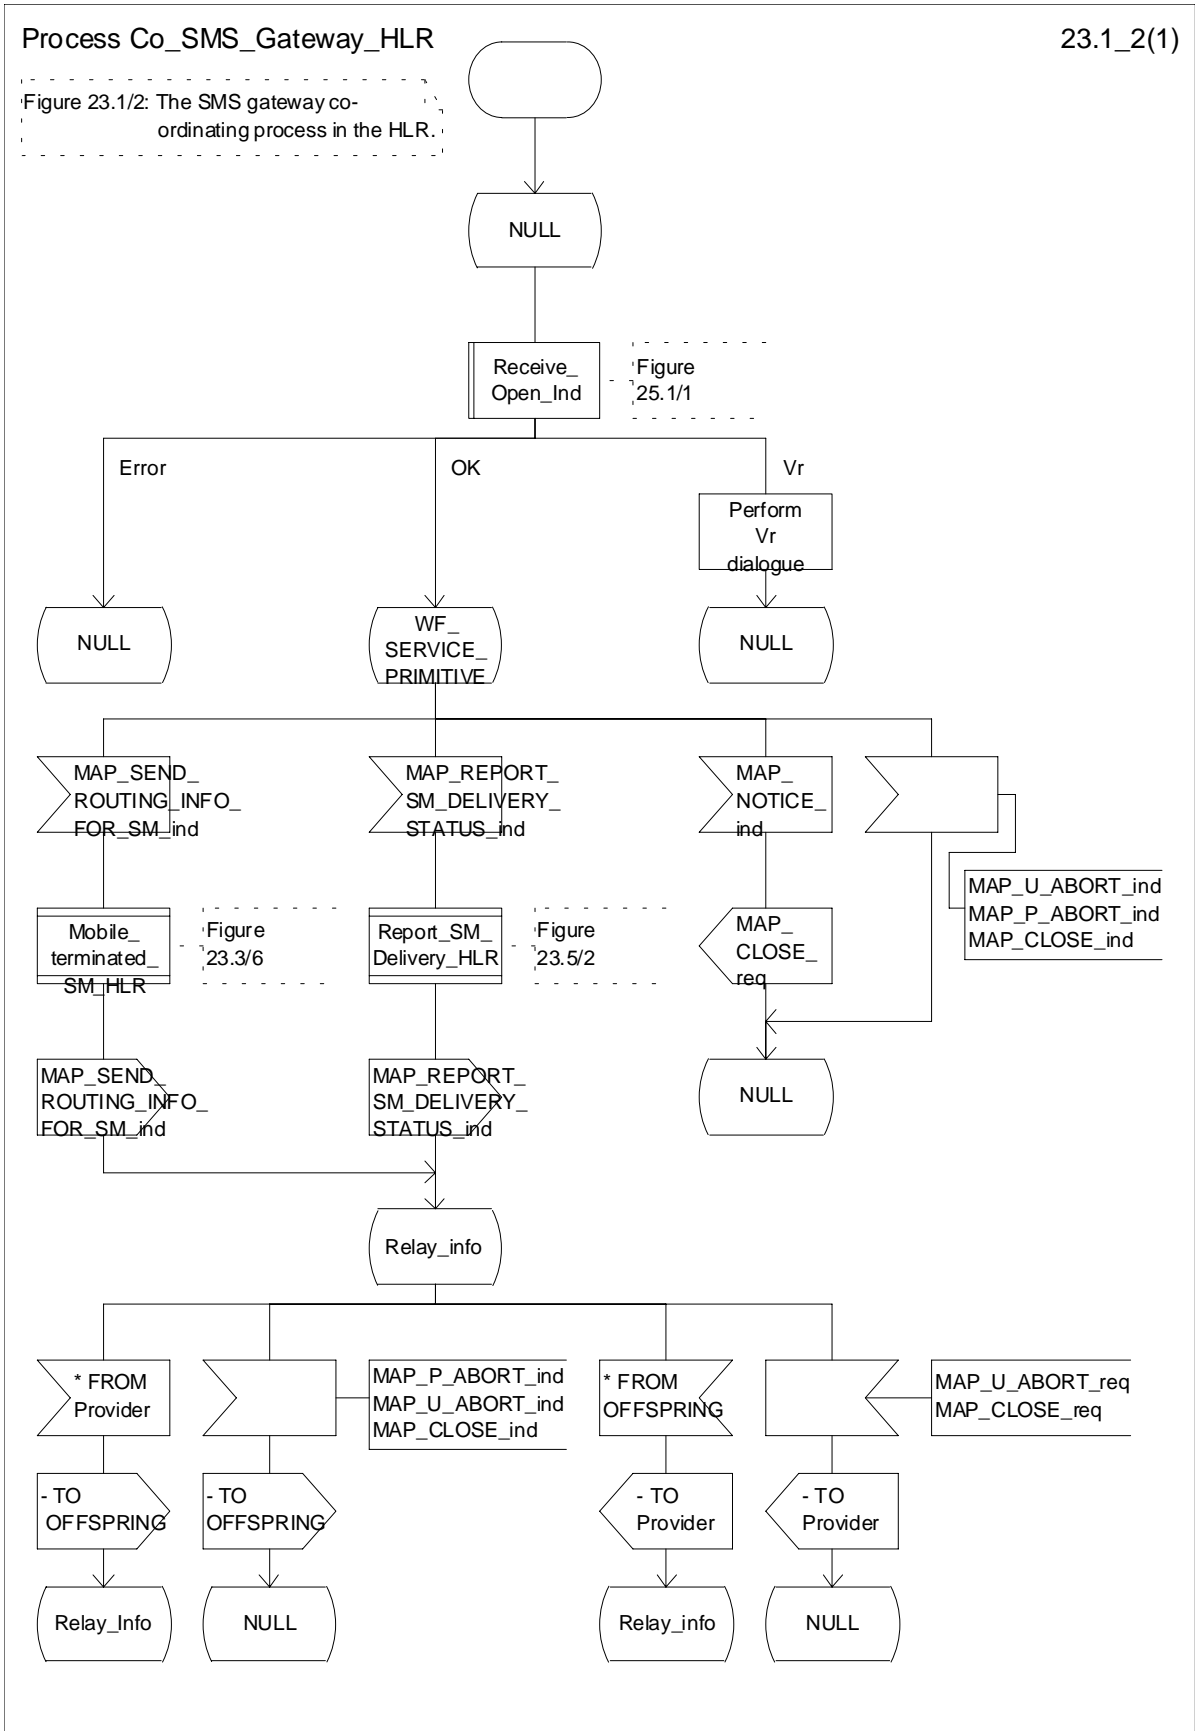 Process Co_SMS_Gateway_HLR
23.1_2(1)
Figure 23.1/2: The SMS gateway co-
ordinating process in the HLR.
NULL
Receive_
Open_Ind
Figure
25.1/1
Error
OK
Vr
Perform
Vr
dialogue
NULL
WF_
SERVICE_
PRIMITIVE
NULL
MAP_SEND_
ROUTING_INFO_
FOR_SM_ind
MAP_REPORT_
SM_DELIVERY_
STATUS_ind
MAP_
NOTICE_
ind
MAP_U_ABORT_ind
MAP_P_ABORT_ind
MAP_CLOSE_ind
Mobile_
terminated_
SM_HLR
Figure
23.3/6
Report_SM_
Delivery_HLR
Figure
23.5/2
MAP_
CLOSE_
req
MAP_SEND_
ROUTING_INFO_
FOR_SM_ind
MAP_REPORT_
SM_DELIVERY_
STATUS_ind
NULL
Relay_info
* FROM
Provider
MAP_P_ABORT_ind
MAP_U_ABORT_ind
MAP_CLOSE_ind
* FROM
OFFSPRING
MAP_U_ABORT_req
MAP_CLOSE_req
- TO
OFFSPRING
- TO
OFFSPRING
- TO
Provider
- TO
Provider
Relay_Info
NULL
Relay_info
NULL